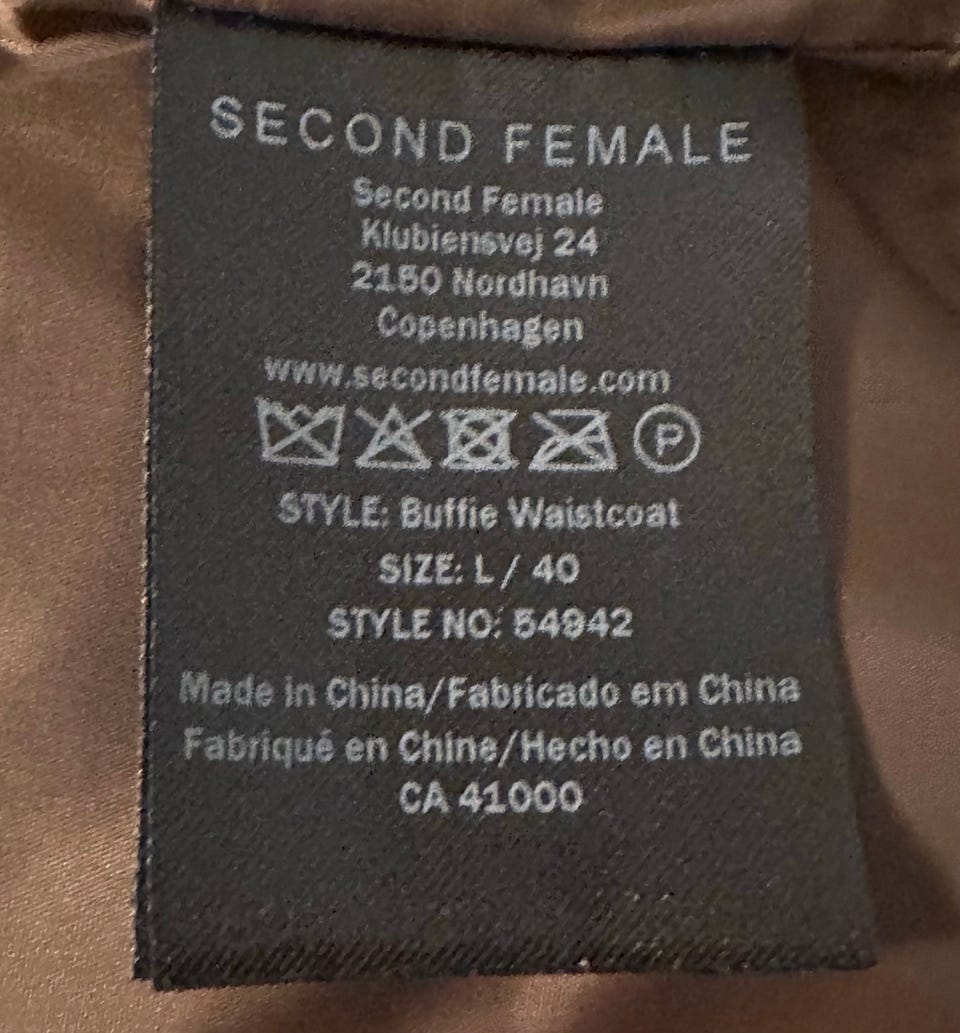 SECOND FEMALE
Second Female
Klubiensvej 24
2150 Nordhavn
Copenhagen
www.secondfemale.com
P
STYLE: Buffie Waistcoat
SIZE: L / 40
STYLE NO: 54942
Made in China/Fabricado em China
Fabriqué en Chine/Hecho en China
CA 41000